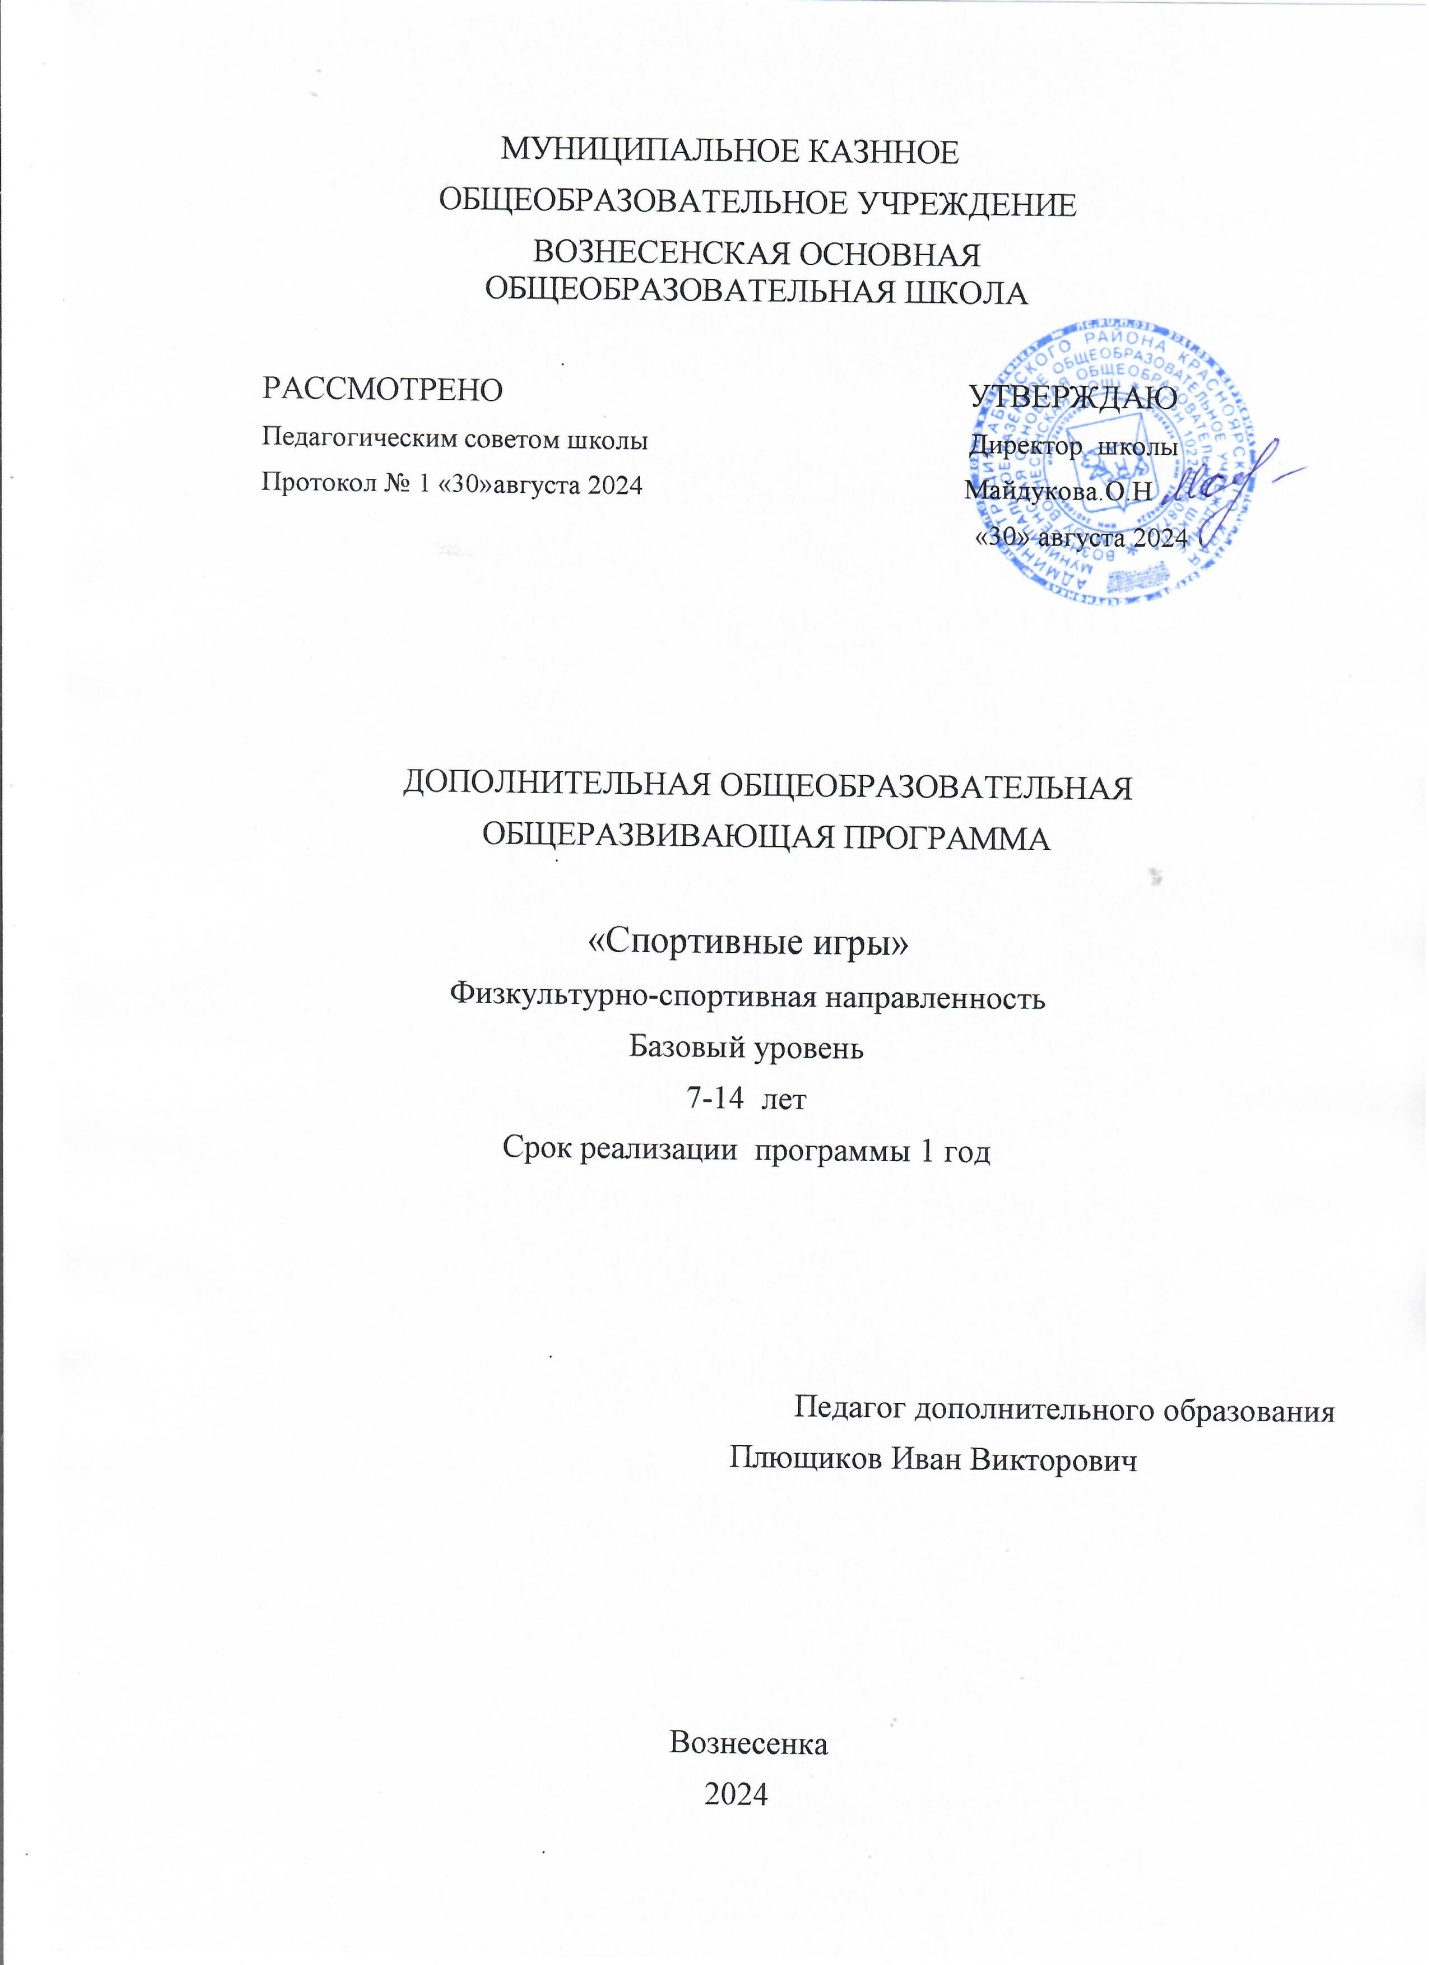 МУНИЦИПАЛЬНОЕ КАЗННОЕ
ОБЩЕОБРАЗОВАТЕЛЬНОЕ УЧРЕЖДЕНИЕ
ВОЗНЕСЕНСКАЯ ОСНОВНАЯ
ОБЩЕОБРАЗОВАТЕЛЬНАЯ ШКОЛА
РАССМОТРЕНО
Педагогическим советом школы
Протокол № 1 «30»августа 2024
УТВЕРЖДАЮ
Директор школы
Майдукова.О.Н
«30» августа 2024
ДОПОЛНИТЕЛЬНАЯ ОБЩЕОБРАЗОВАТЕЛЬНАЯ
ОБЩЕРАЗВИВАЮЩАЯ ПРОГРАММА
«Спортивные игры»
Физкультурно-спортивная направленность
Базовый уровень
7-14 лет
Срок реализации программы 1 год
Педагог дополнительного образования
Плющиков Иван Викторович
Вознесенка
2024